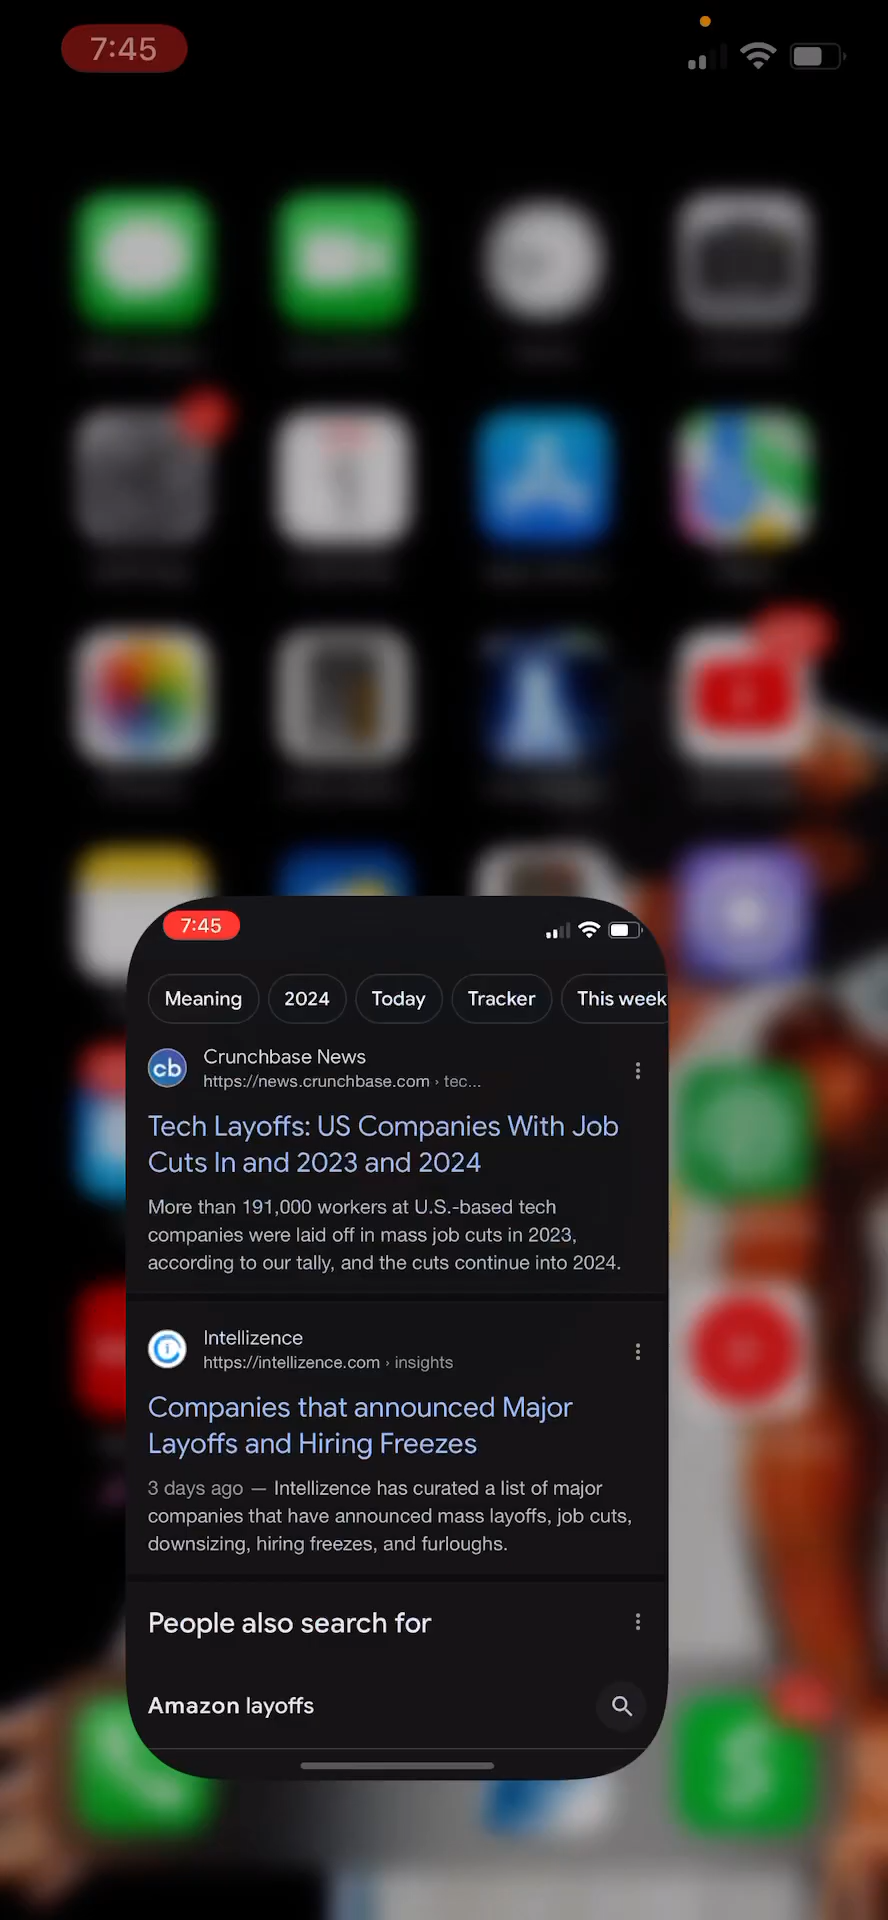 7:45
7:45
Meaning
2024
Today
Tracker
This week
cb
Crunchbase News
https://news.crunchbase.com › tec...
Tech Layoffs: US Companies With Job
Cuts In and 2023 and 2024
More than 191,000 workers at U.S.-based tech
companies were laid off in mass job cuts in 2023,
according to our tally, and the cuts continue into 2024.
Intellizence
https://intellizence.com › insights
Companies that announced Major
Layoffs and Hiring Freezes
3 days ago — Intellizence has curated a list of major
companies that have announced mass layoffs, job cuts,
downsizing, hiring freezes, and furloughs.
People also search for
Amazon layoffs